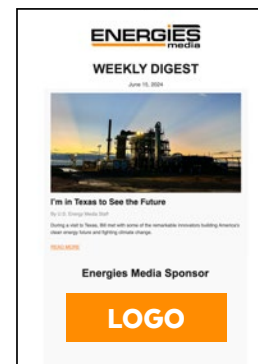 ENERGIES
media
WEEKLY DIGEST
June 15, 2024
I'm in Texas to See the Future
By U.S. Energy Media Staff
During a visit to Texas, Bill met with some of the remarkable innovators building America's
clean energy future and fighting climate change.
READ MORE
Energies Media Sponsor
LOGO